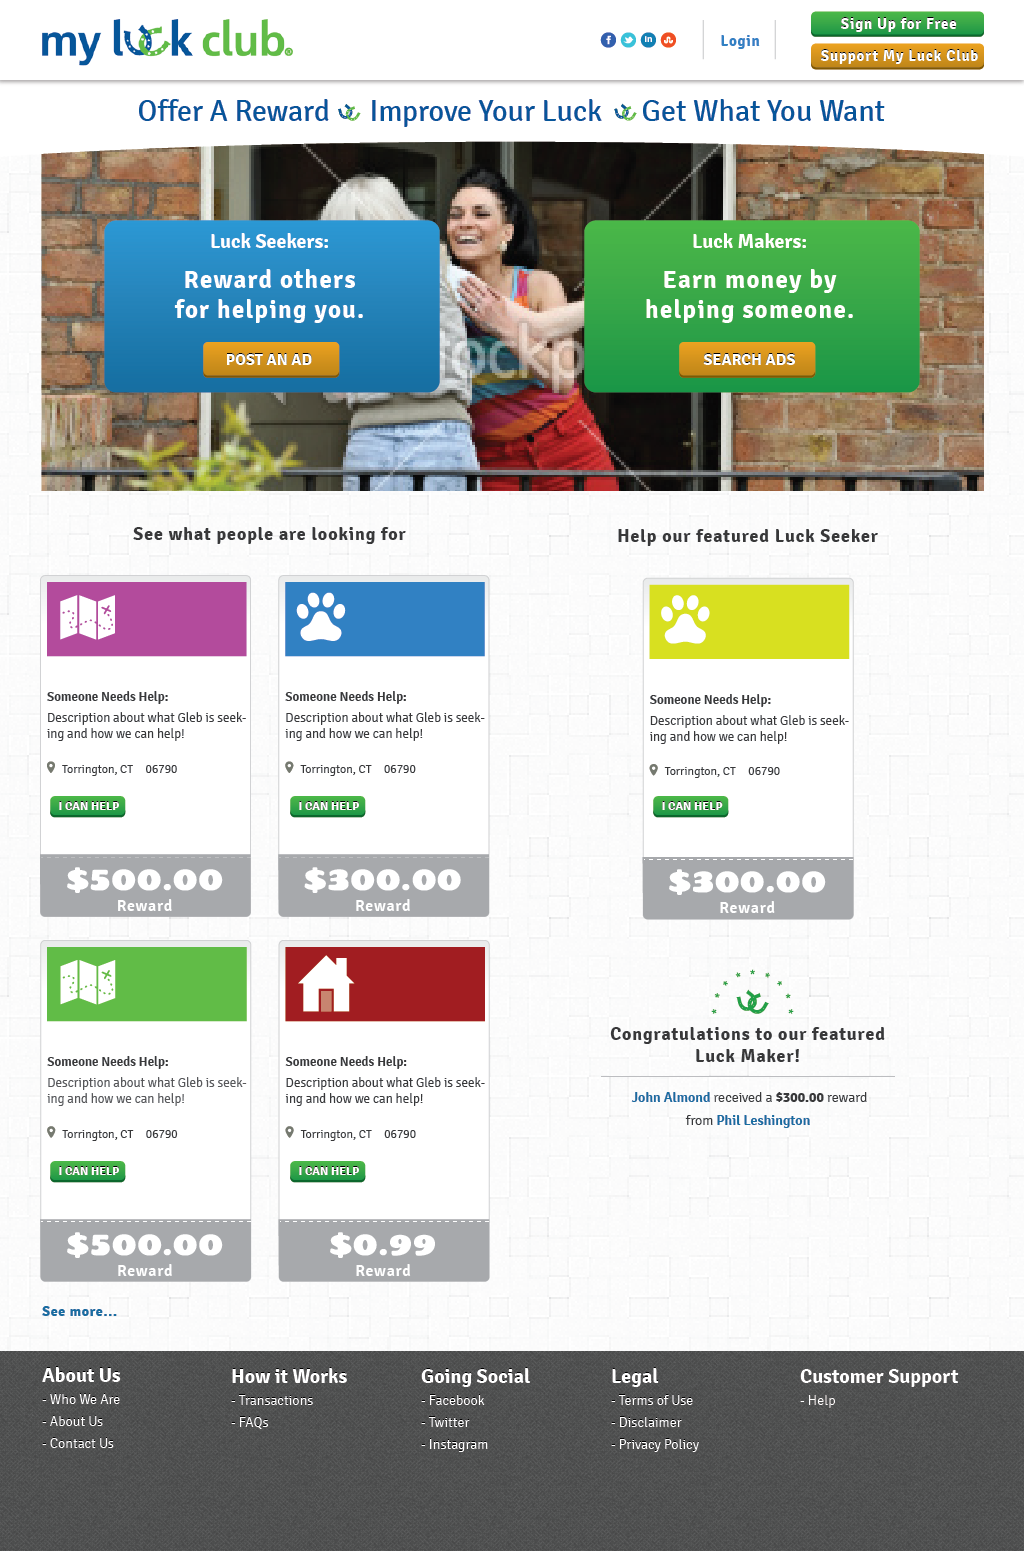 my luck club
Login
Sign Up for Free
Support My Luck Club
Offer A Reward Improve Your Luck Get What You Want
Luck Seekers:
Reward others
for helping you.
POST AN AD
Luck Makers:
Earn money by
helping someone.
SEARCH ADS
See what people are looking for
Someone Needs Help:
Description about what Gleb is seek-
ing and how we can help!
Torrington, CT 06790
I CAN HELP
$500.00
Reward
Someone Needs Help:
Description about what Gleb is seek-
ing and how we can help!
Torrington, CT 06790
I CAN HELP
$300.00
Reward
Someone Needs Help:
Description about what Gleb is seek-
ing and how we can help!
Torrington, CT 06790
I CAN HELP
$500.00
Reward
Someone Needs Help:
Description about what Gleb is seek-
ing and how we can help!
Torrington, CT 06790
I CAN HELP
$0.99
Reward
See more...
Help our featured Luck Seeker
Someone Needs Help:
Description about what Gleb is seek-
ing and how we can help!
Torrington, CT 06790
I CAN HELP
$300.00
Reward
Congratulations to our featured
Luck Maker!
John Almond received a $300.00 reward
from Phil Leshington
About Us
- Who We Are
- About Us
- Contact Us
How it Works
- Transactions
- FAQs
Going Social
- Facebook
- Twitter
- Instagram
Legal
- Terms of Use
- Disclaimer
- Privacy Policy
Customer Support
- Help